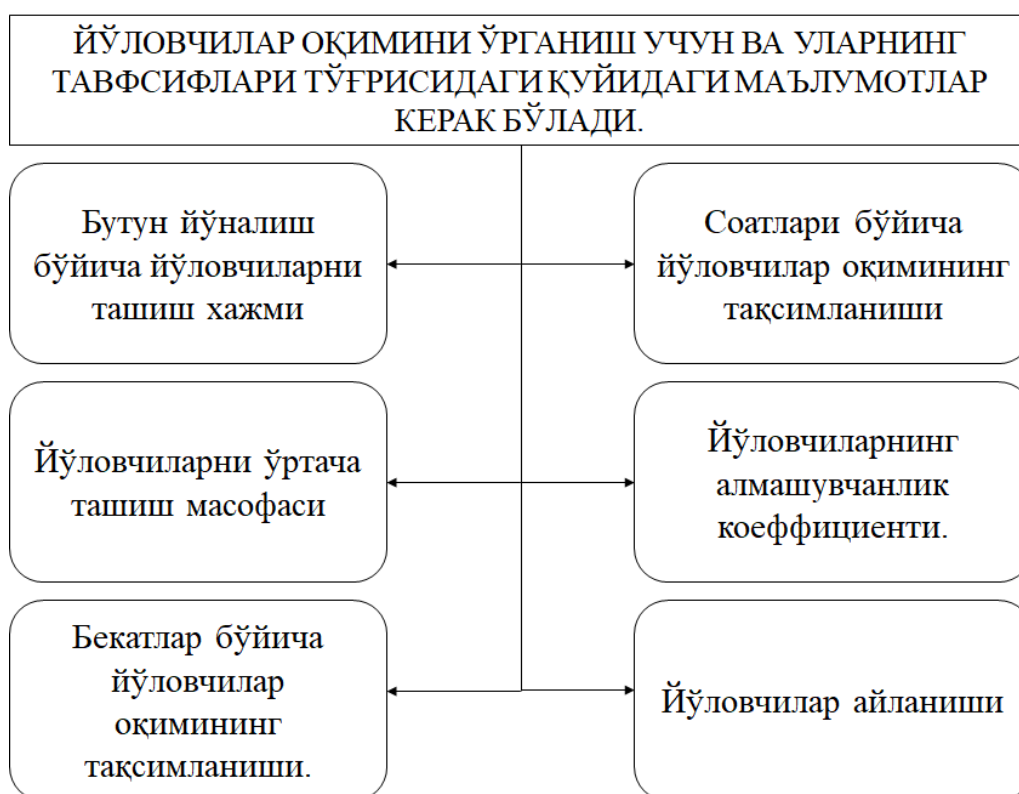 ЙЎЛОВЧИЛАР ОҚИМИНИ ЎРГАНИШ УЧУН ВА УЛАРНИНГ
ТАВФСИФЛАРИ ТЎҒРИСИДАГИ ҚУЙИДАГИ МАЪЛУМОТЛАР
КЕРАК БЎЛАДИ.
Бутун йўналиш
бўйича йўловчиларни
ташиш хажми
Соатлари бўйича
йўловчилар оқимининг
тақсимланиши
Йўловчиларни ўртача
ташиш масофаси
Йўловчиларнинг
алмашувчанлик
коеффициенти.
Бекатлар бўйича
йўловчилар
оқимининг
тақсимланиши.
Йўловчилар айланиши